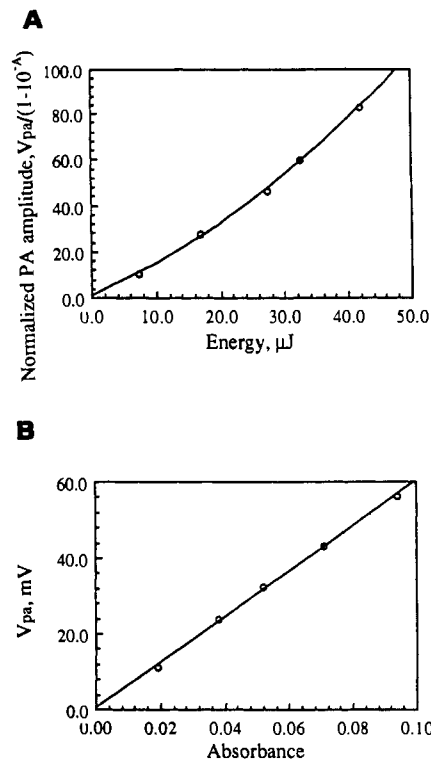 A
Normalized PA amplitude, Vpa/(1-10^-A)
100.0
80.0
60.0
40.0
20.0
0.0
0.0 10.0 20.0 30.0 40.0 50.0
Energy, μJ
B
Vpa, mV
60.0
40.0
20.0
0.0
0.00 0.02 0.04 0.06 0.08 0.10
Absorbance